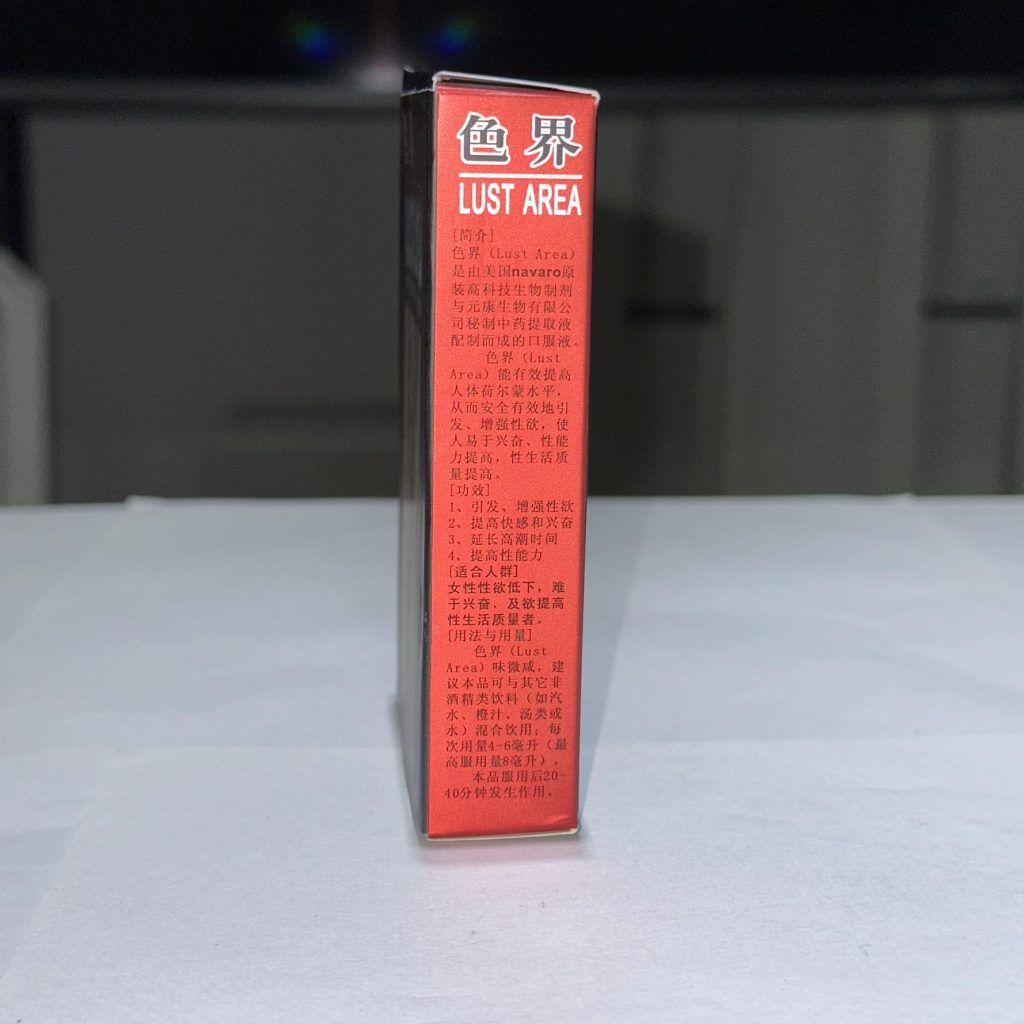 色界
LUST AREA
[简介]
色界（Lust Area）
是由美国navaro原
装高科技生物制剂
与元康生物有限公
司秘制中药提取液
配制而成的口服液。
色界（Lust
Area）能有效提高
人体荷尔蒙水平，
从而安全有效地引
发、增强性欲，使
人易于兴奋、性能
力提高，性生活质
量提高。
[功效]
1、引发、增强性欲
2、提高快感和兴奋
3、延长高潮时间
4、提高性能力
[适合人群]
女性性欲低下，难
于兴奋，及欲提高
性生活质量者。
[用法与用量]
色界（Lust
Area）味微咸，建
议本品可与其它非
酒精类饮料（如汽
水、橙汁、汤类或
水）混合饮用；每
次用量4-6毫升（最
高服用量8毫升），
本品服用后20-
40分钟发生作用。